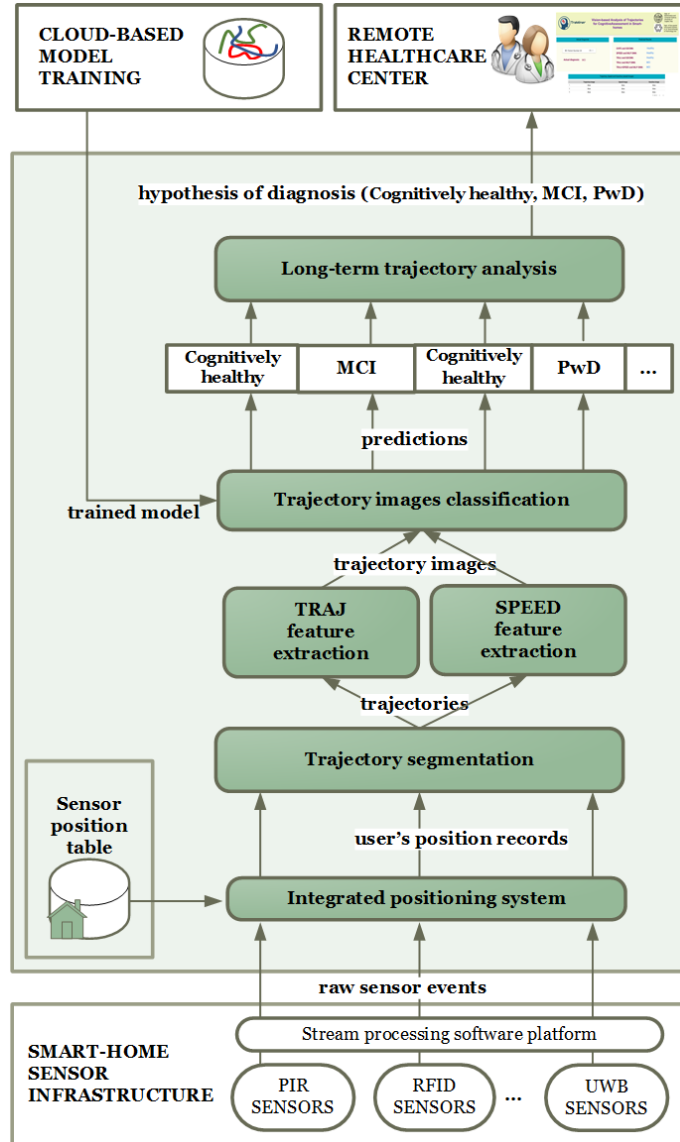 CLOUD-BASED
MODEL
TRAINING
REMOTE
HEALTHCARE
CENTER
hypothesis of diagnosis (Cognitively healthy, MCI, PwD)
Long-term trajectory analysis
Cognitively
healthy
MCI
Cognitively
healthy
PwD
...
predictions
Trajectory images classification
trained model
trajectory images
TRAJ
feature
extraction
SPEED
feature
extraction
trajectories
Trajectory segmentation
Sensor
position
table
user's position records
Integrated positioning system
raw sensor events
Stream processing software platform
SMART-HOME
SENSOR
INFRASTRUCTURE
PIR
SENSORS
RFID
SENSORS
...
UWB
SENSORS